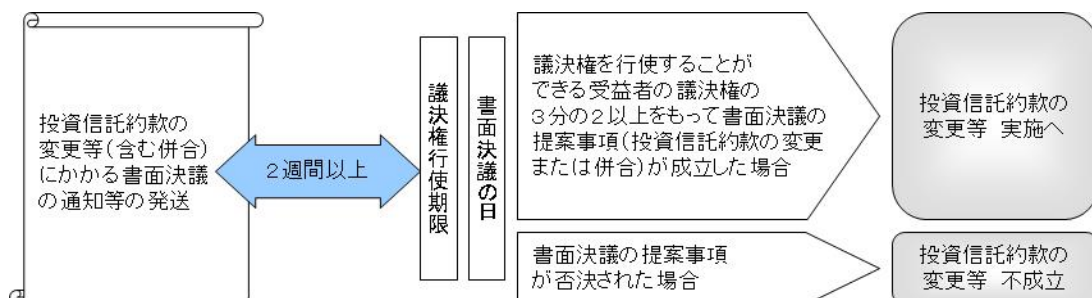 投資信託約款の
変更等(含む併合)
にかかる書面決議
の通知等の発送
2週間以上
議決権行使期限
書面決議の日
議決権を行使することが
できる受益者の議決権の
3分の2以上をもって書面決議の
提案事項(投資信託約款の変更
または併合)が成立した場合
投資信託約款の
変更等 実施へ
書面決議の提案事項
が否決された場合
投資信託約款の
変更等 不成立